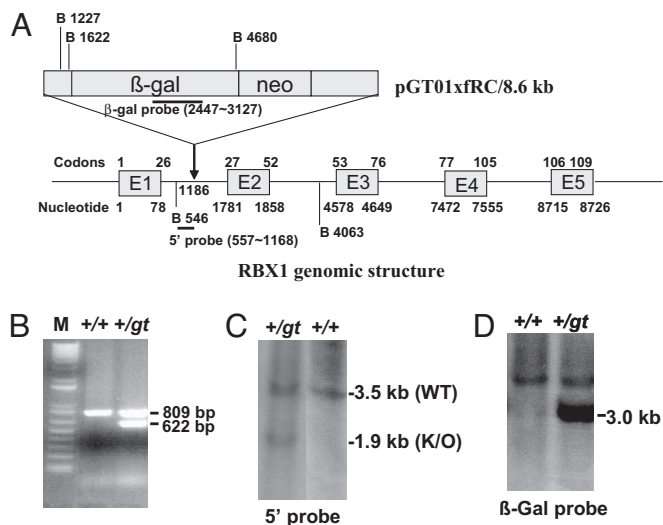 A
B 1227
B 1622
B 4680
ß-gal
neo
pGT01xfRC/8.6 kb
β-gal probe (2447~3127)
Codons
1 26 27 52 53 76 77 105 106 109
E1 E2 E3 E4 E5
1186
Nucleotide
1 78 1781 1858 4578 4649 7472 7555 8715 8726
B 546
B 4063
5' probe (557~1168)
RBX1 genomic structure
B
M +/+ +/gt
809 bp
622 bp
C
+/gt +/+
-3.5 kb (WT)
-1.9 kb (K/O)
5' probe
D
+/+ +/gt
-3.0 kb
ß-Gal probe